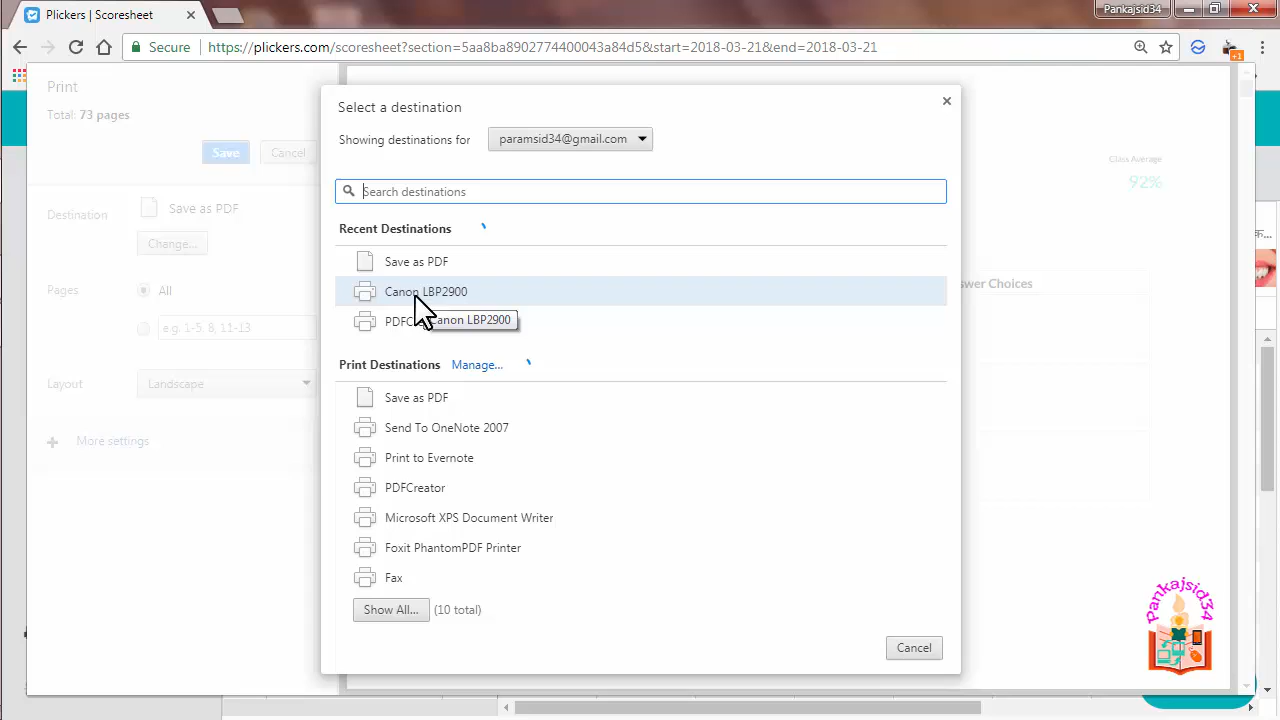 Plickers | Scoresheet
Pankajsid34
Secure
https://plickers.com/scoresheet?section=5aa8ba8902774400043a84d5&start=2018-03-21&end=2018-03-21
+1
Print
Total: 73 pages
Save
Cancel
Destination
Save as PDF
Change...
Pages
All
e.g. 1-5, 8, 11-13
Layout
Landscape
More settings
Select a destination
Showing destinations for
paramsid34@gmail.com
Search destinations
Recent Destinations
Save as PDF
Canon LBP2900
PDFC
Canon LBP2900
Print Destinations
Manage...
Save as PDF
Send To OneNote 2007
Print to Evernote
PDFCreator
Microsoft XPS Document Writer
Foxit PhantomPDF Printer
Fax
Show All...
(10 total)
Cancel
Class Average
92%
swer Choices
Pankajsid34